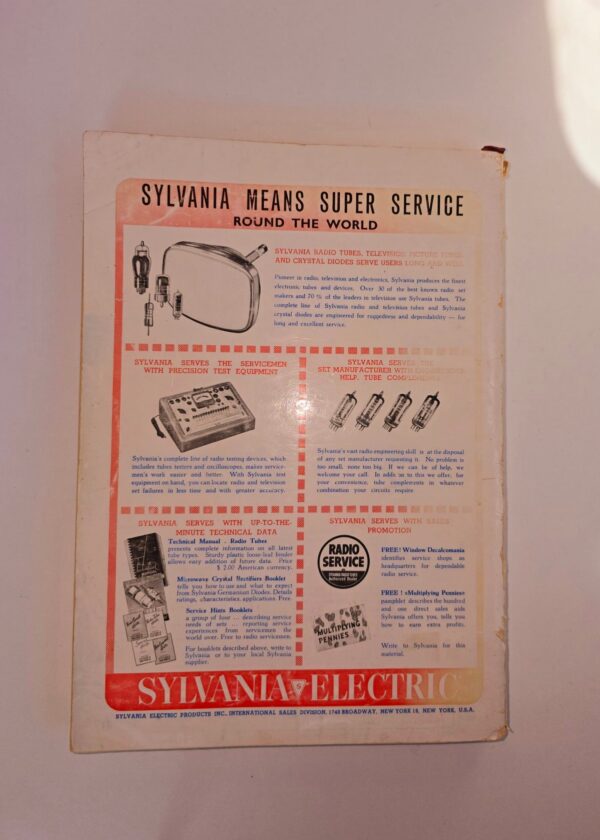 SYLVANIA MEANS SUPER SERVICE
ROUND THE WORLD
SYLVANIA RADIO TUBES, TELEVISION PICTURE TUBES
AND CRYSTAL DIODES SERVE USERS LONG AND WELL
Pioneer in radio, television and electronics, Sylvania produces the finest
electronic tubes and devices. Over 30 of the best known radio set
makers and 70 % of the leaders in television use Sylvania tubes. The
complete line of Sylvania radio and television tubes and Sylvania
crystal diodes are engineered for ruggedness and dependability — for
long and excellent service.
SYLVANIA SERVES THE SERVICEMEN
WITH PRECISION TEST EQUIPMENT
Sylvania's complete line of radio testing devices, which
includes tubes testers and oscilloscopes, makes service-
men's work easier and better. With Sylvania test
equipment on hand, you can locate radio and television
set failures in less time and with greater accuracy.
SYLVANIA SERVES THE
SET MANUFACTURER WITH
HELP, TUBE COMPLEMENTS
Sylvania's vast radio engineering skill is at the disposal
of any set manufacturer requesting it. No problem is
too small, none too big. If we can be of help, we
welcome your call. In addition to this we offer, for
your convenience, tube complements in whatever
combination your circuits require
SYLVANIA SERVES WITH UP-TO-THE-
MINUTE TECHNICAL DATA
Technical Manual - Radio Tubes
presents complete information on all latest
tube types. Sturdy plastic loose-leaf binder
allows easy addition of future data. Price
$ 2.00 American currency.
Microwave Crystal Rectifiers Booklet
tells you how to use and what to expect
from Sylvania Germanium Diodes. Details
ratings, characteristics, applications. Free.
Service Hints Booklets
a group of four ... describing service
needs of sets ... reporting service
experiences from servicemen the
world over. Free to radio servicemen.
For booklets described above, write to
Sylvania or to your local Sylvania
supplier.
SYLVANIA SERVES WITH SALES
PROMOTION
RADIO
SERVICE
FREE! Window Decalcomania
identifies service shops as
headquarters for dependable
radio service.
MULTIPLYING
PENNIES
FREE ! «Multiplying Pennies»
pamphlet describes the hundred
and one direct sales aids
Sylvania offers you, tells you
how to earn extra profits.
Write to Sylvania for this
material.
SYLVANIA S ELECTRIC
SYLVANIA ELECTRIC PRODUCTS INC., INTERNATIONAL SALES DIVISION, 1740 BROADWAY, NEW YORK 19, NEW YORK, U.S.A.